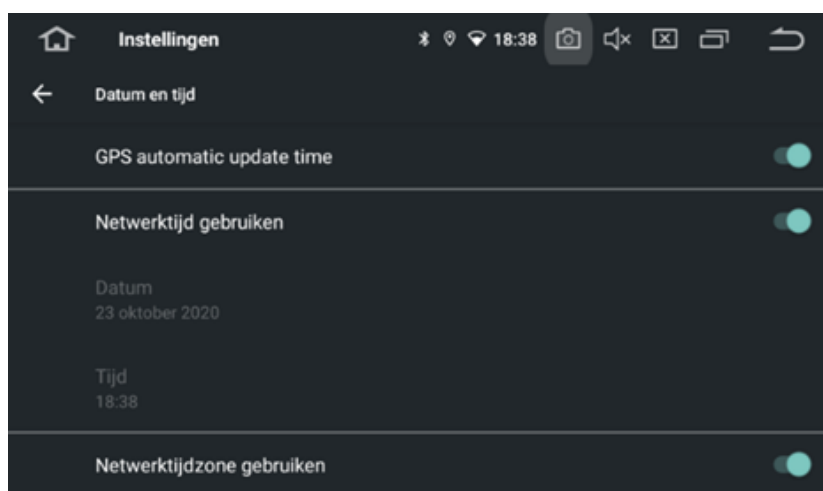 Instellingen 18:38
Datum en tijd
GPS automatic update time
Netwerktijd gebruiken
Datum
23 oktober 2020
Tijd
18:38
Netwerktijdzone gebruiken